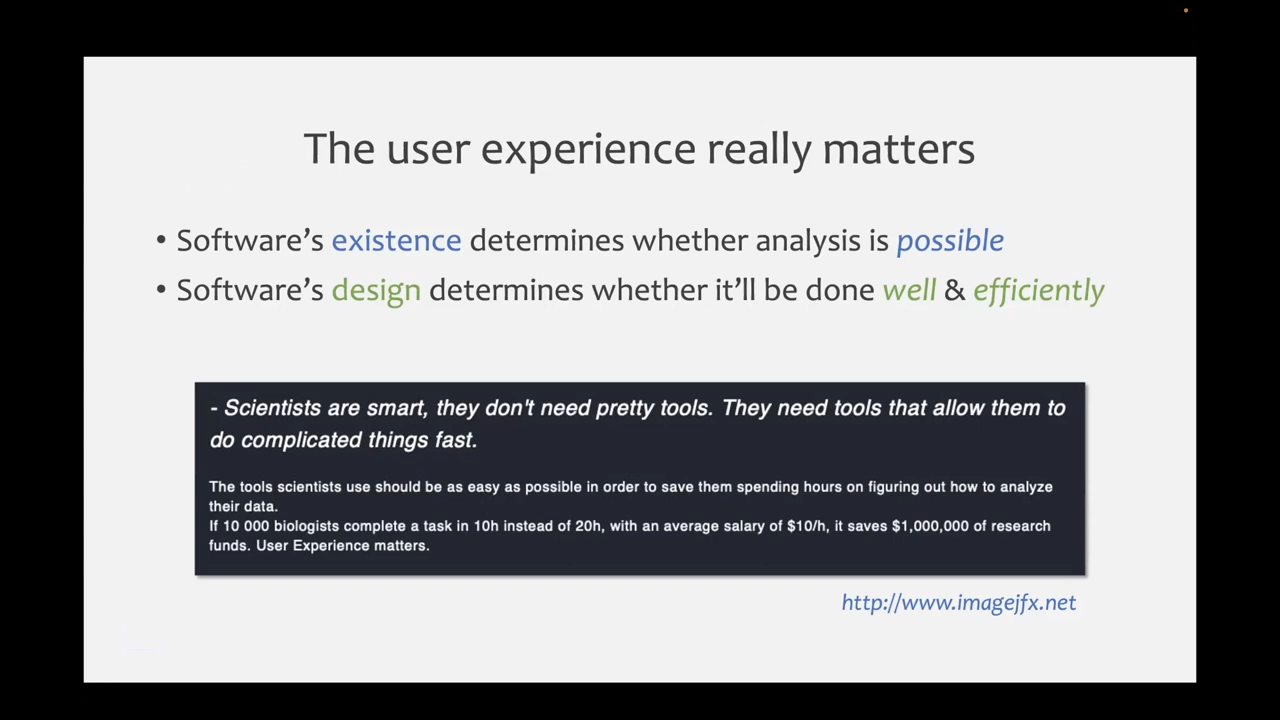 The user experience really matters
• Software’s existence determines whether analysis is possible
• Software’s design determines whether it’ll be done well & efficiently
- Scientists are smart, they don't need pretty tools. They need tools that allow them to
do complicated things fast.
The tools scientists use should be as easy as possible in order to save them spending hours on figuring out how to analyze
their data.
If 10 000 biologists complete a task in 10h instead of 20h, with an average salary of $10/h, it saves $1,000,000 of research
funds. User Experience matters.
http://www.imagejfx.net